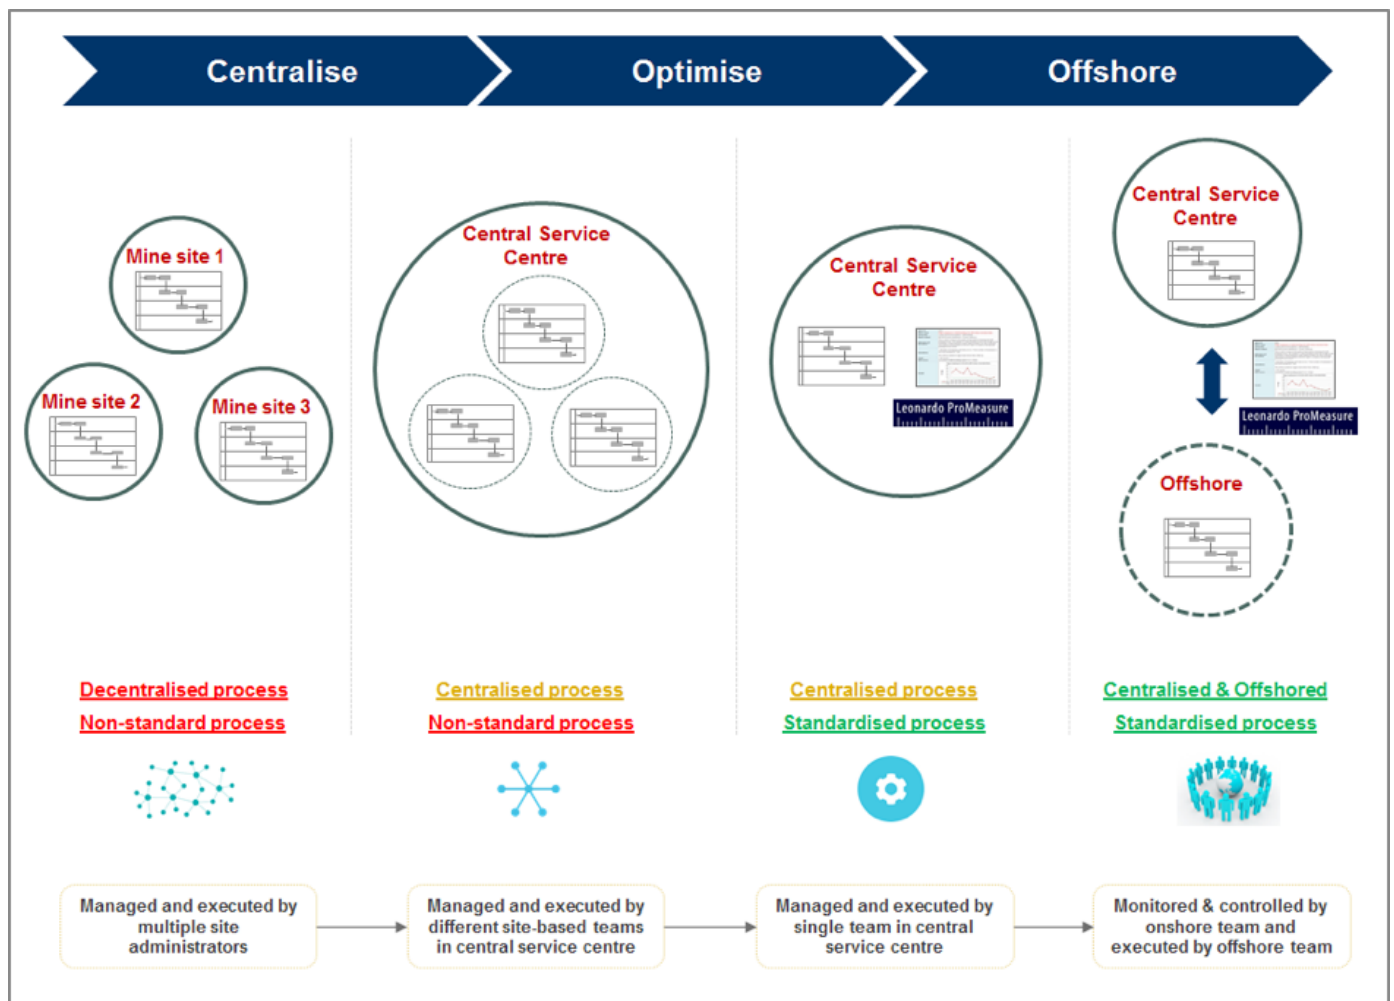 Centralise
Optimise
Offshore
Mine site 1
Mine site 2
Mine site 3
Central Service
Centre
Central Service
Centre
Leonardo ProMeasure
Central Service
Centre
Leonardo ProMeasure
Offshore
Decentralised process
Non-standard process
Centralised process
Non-standard process
Centralised process
Standardised process
Centralised & Offshored
Standardised process
Managed and executed by
multiple site
administrators
Managed and executed by
different site-based teams
in central service centre
Managed and executed by
single team in central
service centre
Monitored & controlled by
onshore team and
executed by offshore team